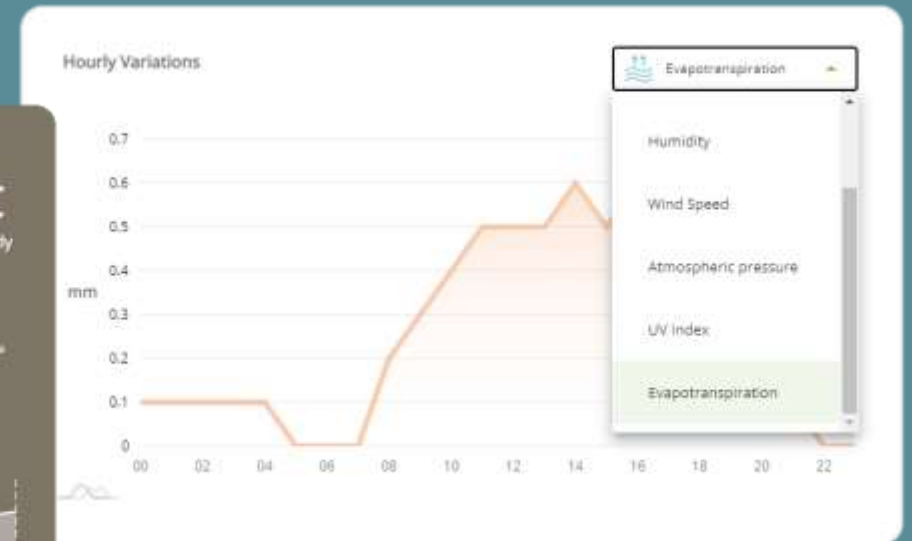 Hourly Variations
Evapotranspiration
Humidity
Wind Speed
Atmospheric pressure
UV Index
Evapotranspiration
0.7
0.6
0.5
0.4
mm
0.3
0.2
0.1
0
00 02 04 06 08 10 12 14 16 18 20 22